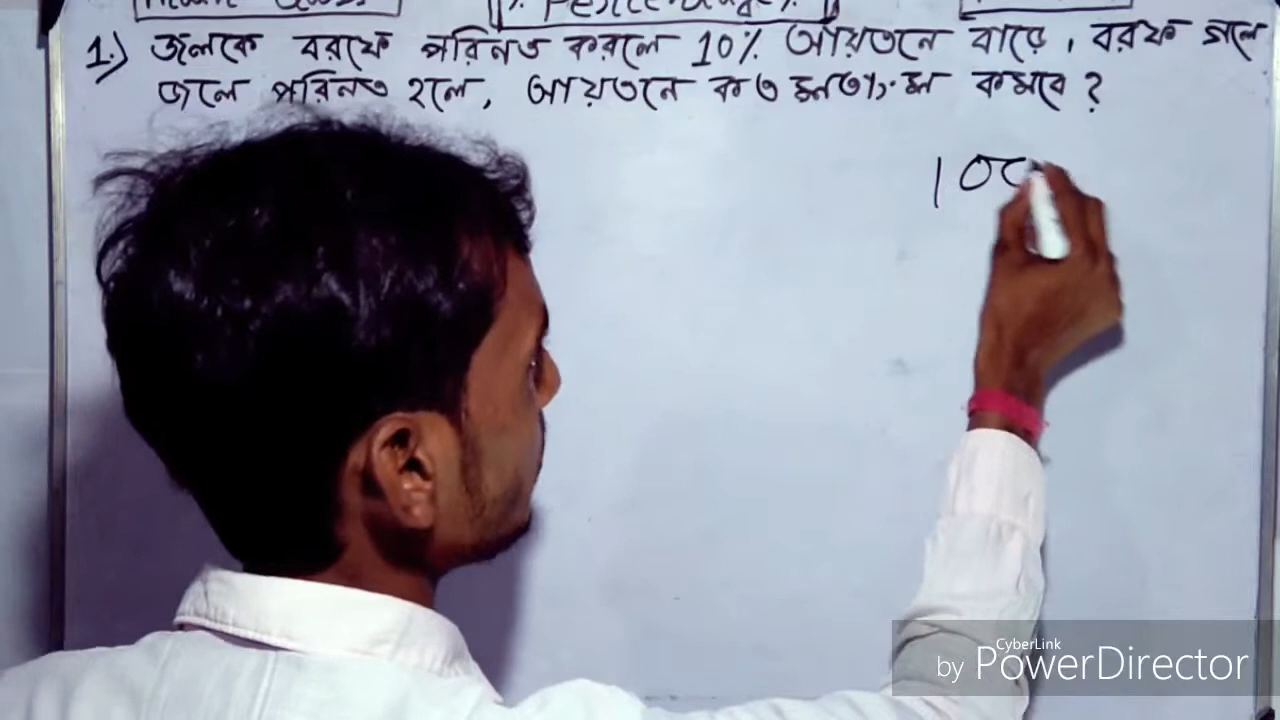 Percentage
1.) জলকে বরফে পরিনত করলে 10% আয়তনে বাড়ে, বরফ গলে
জলে পরিনত হলে, আয়তনে কত শতাংশ কমবে ?
100
CyberLink
by PowerDirector